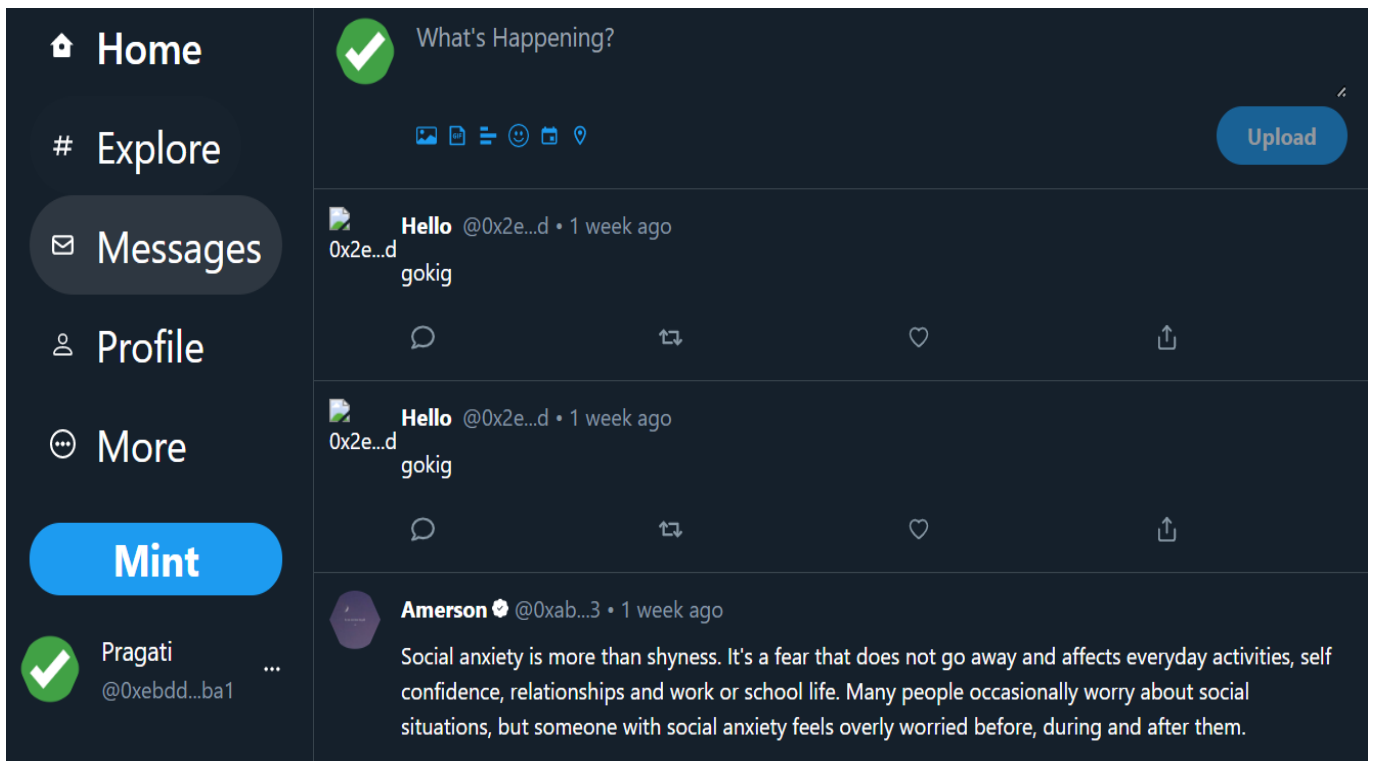 Home
Explore
Messages
Profile
More
Mint
Pragati
@0xebdd...ba1
What's Happening?
GIF
Upload
Hello @0x2e...d • 1 week ago
0x2e...d
gokig
Hello @0x2e...d • 1 week ago
0x2e...d
gokig
Amerson @0xab...3 • 1 week ago
Social anxiety is more than shyness. It's a fear that does not go away and affects everyday activities, self
confidence, relationships and work or school life. Many people occasionally worry about social
situations, but someone with social anxiety feels overly worried before, during and after them.